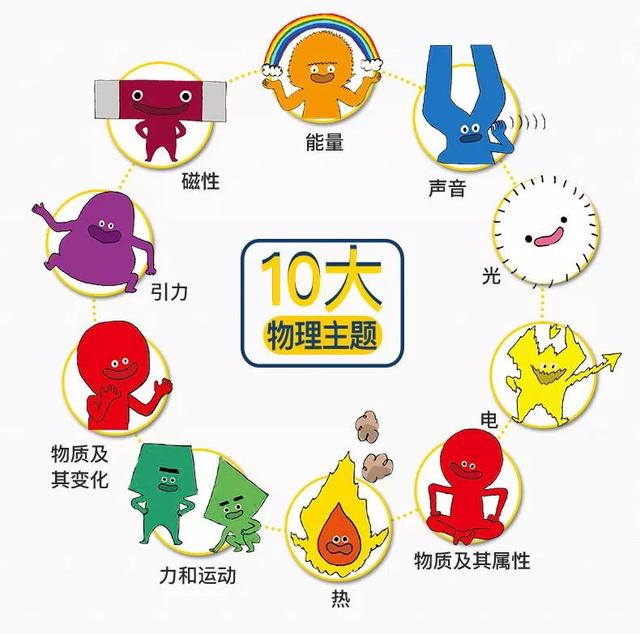 10大
物理主题
能量
声音
光
电
物质及其属性
热
力和运动
物质及
其变化
引力
磁性